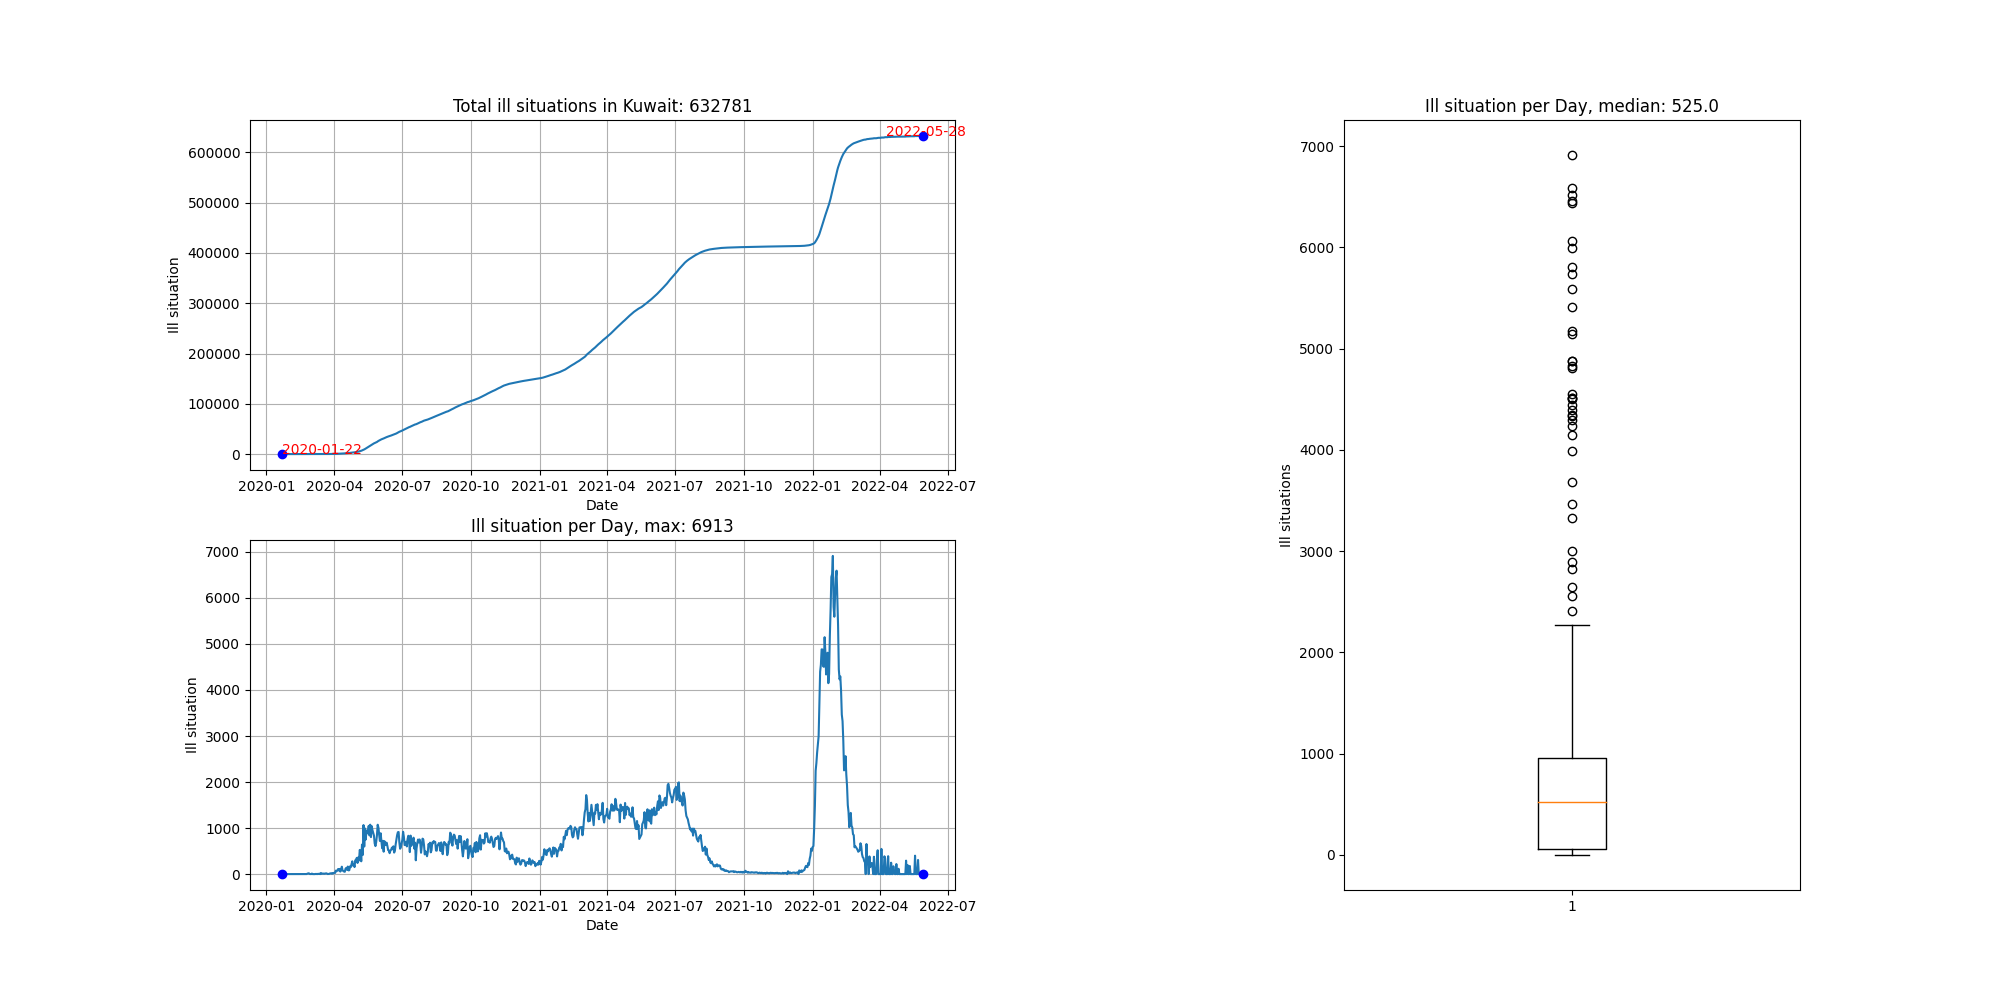 Total ill situations in Kuwait: 632781
Ill situation
600000
500000
400000
300000
200000
100000
0
2022-05-28
2020-01-22
2020-01 2020-04 2020-07 2020-10 2021-01 2021-04 2021-07 2021-10 2022-01 2022-04 2022-07
Date
Ill situation per Day, max: 6913
Ill situation
7000
6000
5000
4000
3000
2000
1000
0
2020-01 2020-04 2020-07 2020-10 2021-01 2021-04 2021-07 2021-10 2022-01 2022-04 2022-07
Date
Ill situation per Day, median: 525.0
Ill situations
7000
6000
5000
4000
3000
2000
1000
0
1